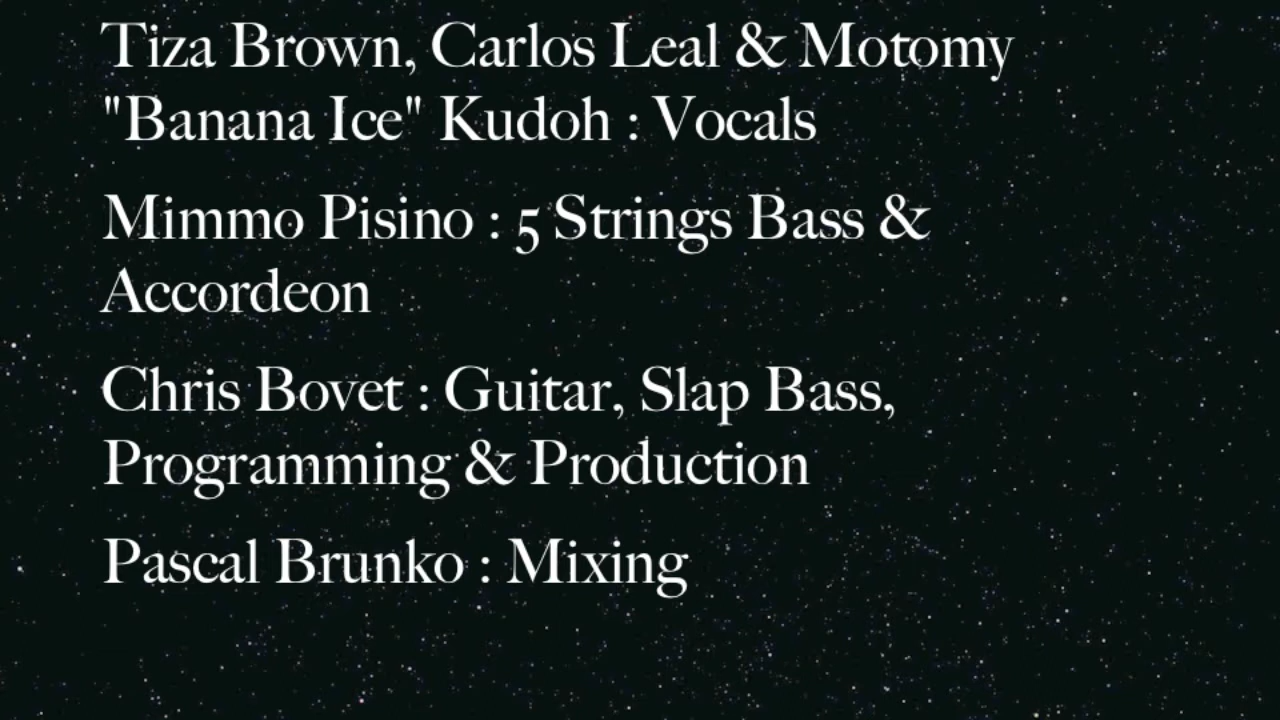 Tiza Brown, Carlos Leal & Motomy
"Banana Ice" Kudoh : Vocals
Mimmo Pisino : 5 Strings Bass &
Accordeon
Chris Bovet : Guitar, Slap Bass,
Programming & Production
Pascal Brunko : Mixing